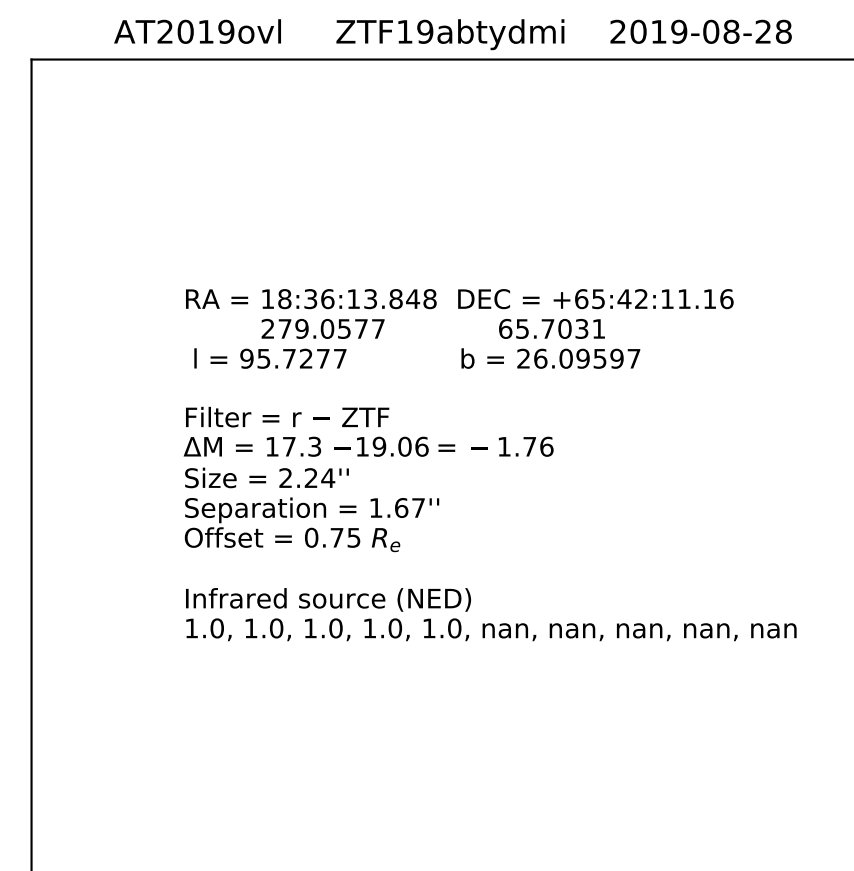 AT2019ovl ZTF19abtydmi 2019-08-28
RA = 18:36:13.848 DEC = +65:42:11.16
279.0577 65.7031
l = 95.7277 b = 26.09597
Filter = r − ZTF
ΔM = 17.3 −19.06 = − 1.76
Size = 2.24''
Separation = 1.67''
Offset = 0.75 Re
Infrared source (NED)
1.0, 1.0, 1.0, 1.0, 1.0, nan, nan, nan, nan, nan